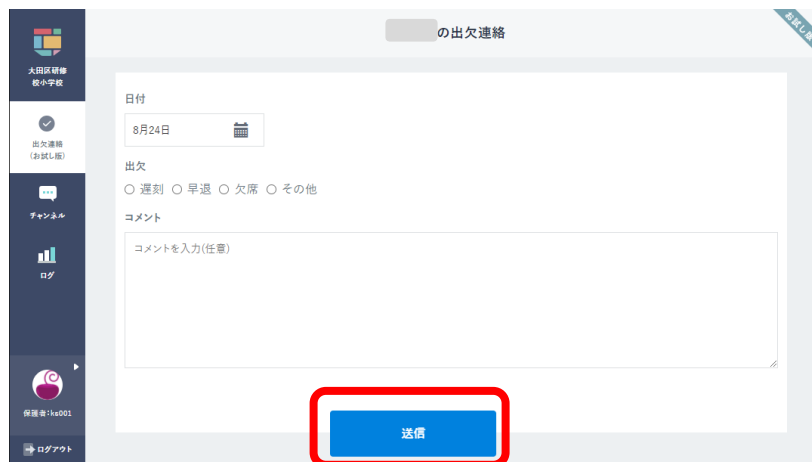 の出欠連絡
お試し版
大田区研修
校小学校
出欠連絡
(お試し版)
チャンネル
ログ
保護者:ks001
ログアウト
日付
8月24日
出欠
遅刻 早退 欠席 その他
コメント
コメントを入力(任意)
送信